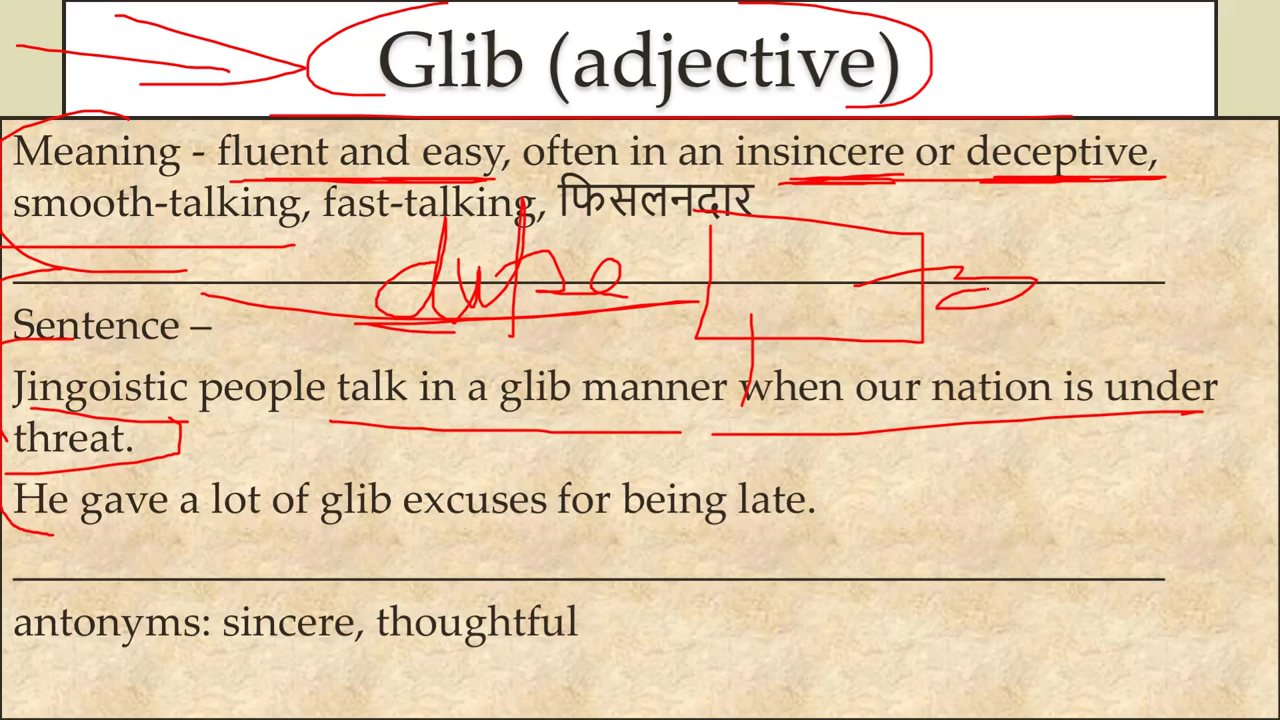 Glib (adjective)
Meaning - fluent and easy, often in an insincere or deceptive,
smooth-talking, fast-talking, फिसलनदार
dupe
Sentence –
Jingoistic people talk in a glib manner when our nation is under
threat.
He gave a lot of glib excuses for being late.
antonyms: sincere, thoughtful